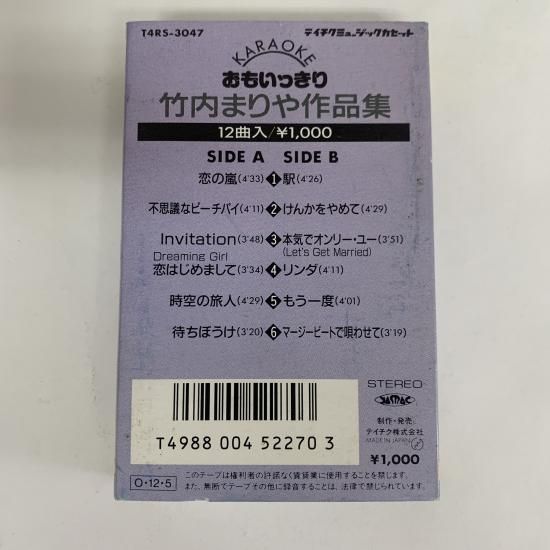 T4RS-3047 テイチクミュージックカセット
KARAOKE
おもいっきり
竹内まりや作品集
12曲入/¥1,000
SIDE A SIDE B
恋の嵐(4'33) 1 駅(4'26)
不思議なピーチパイ(4'11) 2 けんかをやめて(4'29)
Invitation(3'48) 3 本気でオンリー・ユー(3'51)
Dreaming Girl (Let's Get Married)
恋はじめまして(3'34) 4 リンダ(4'11)
時空の旅人(4'29) 5 もう一度(4'01)
待ちぼうけ(3'20) 6 マージービートで唄わせて(3'19)
STEREO
JASRAC
制作・発売:
テイチク株式会社
MADE IN JAPAN
¥1,000
T4988 004 52270 3
O・12・5
このテープは権利者の許諾なく賃貸業に使用することを禁じます。
また、無断でテープその他に録音することは、法律で禁じられています。